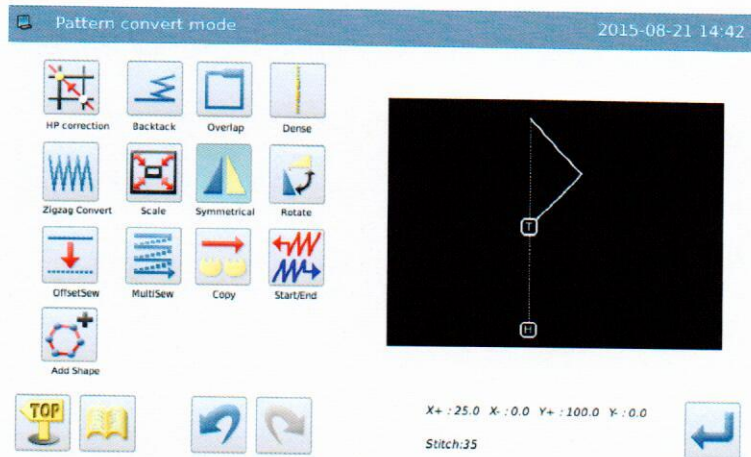 Pattern convert mode 2015-08-21 14:42
HP correction Backtack Overlap Dense
Zigzag Convert Scale Symmetrical Rotate
T
OffsetSew MultiSew Copy Start/End
H
Add Shape
TOP
X+ : 25.0 X- : 0.0 Y+ : 100.0 Y- : 0.0
Stitch:35